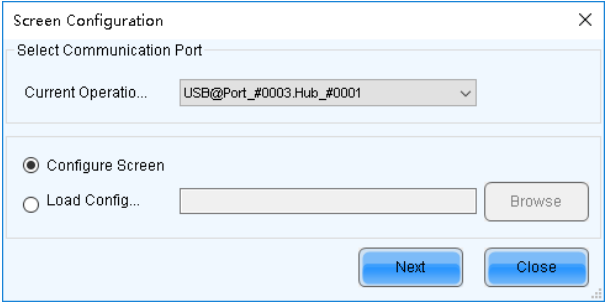 Screen Configuration
Select Communication Port
Current Operatio... USB@Port_#0003.Hub_#0001
Configure Screen
Load Config... Browse
Next Close